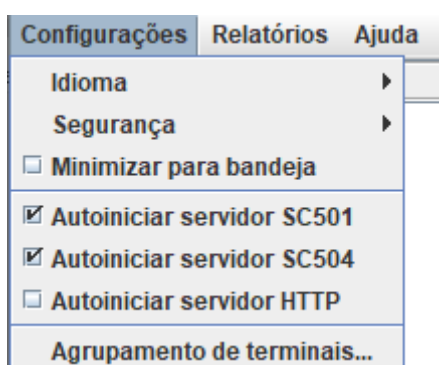 Configurações Relatórios Ajuda
Idioma
Segurança
Minimizar para bandeja
Autoiniciar servidor SC501
Autoiniciar servidor SC504
Autoiniciar servidor HTTP
Agrupamento de terminais...